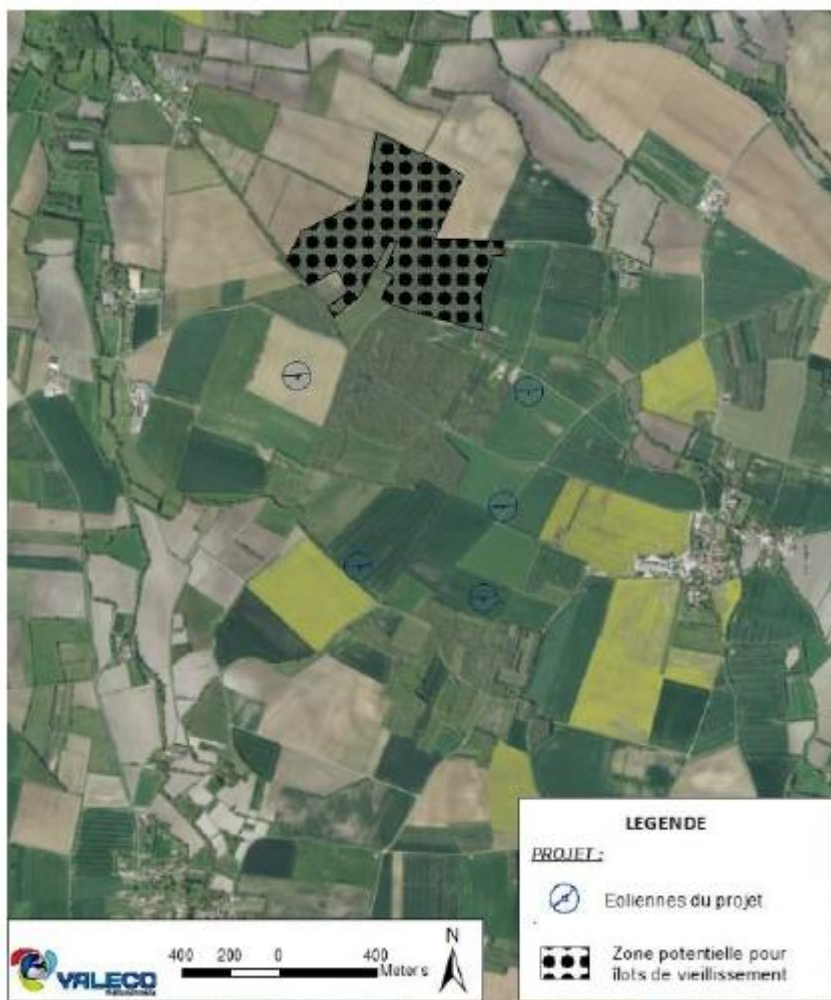 LEGENDE
PROJET :
Eoliennes du projet
Zone potentielle pour
îlots de vieillissement
N
400 200 0 400
Meters
VALECO